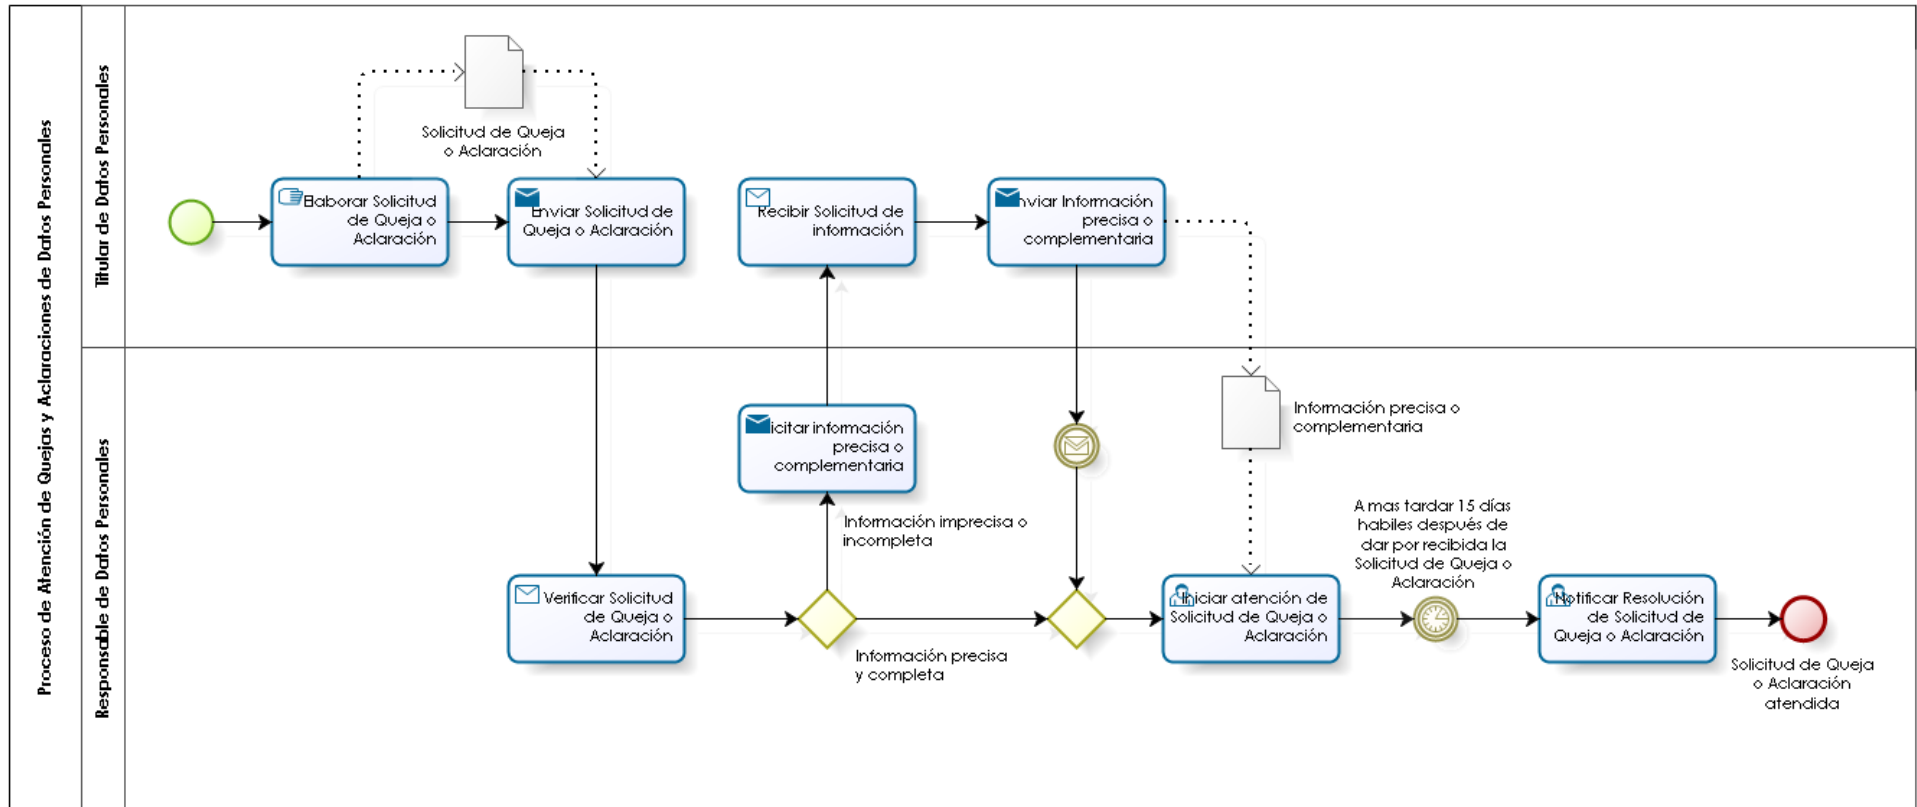 Proceso de Atención de Quejas y Aclaraciones de Datos Personales
Titular de Datos Personales
Solicitud de Queja
o Aclaración
Elaborar Solicitud
de Queja o
Aclaración
Enviar Solicitud de
Queja o Aclaración
Recibir Solicitud de
información
nviar Información
precisa o
complementaria
Responsable de Datos Personales
icitar información
precisa o
complementaria
Información precisa o
complementaria
Información imprecisa o
incompleta
Verificar Solicitud
de Queja o
Aclaración
Información precisa
y completa
Iniciar atención de
Solicitud de Queja o
Aclaración
A mas tardar 15 días
habiles después de
dar por recibida la
Solicitud de Queja o
Aclaración
Notificar Resolución
de Solicitud de
Queja o Aclaración
Solicitud de Queja
o Aclaración
atendida